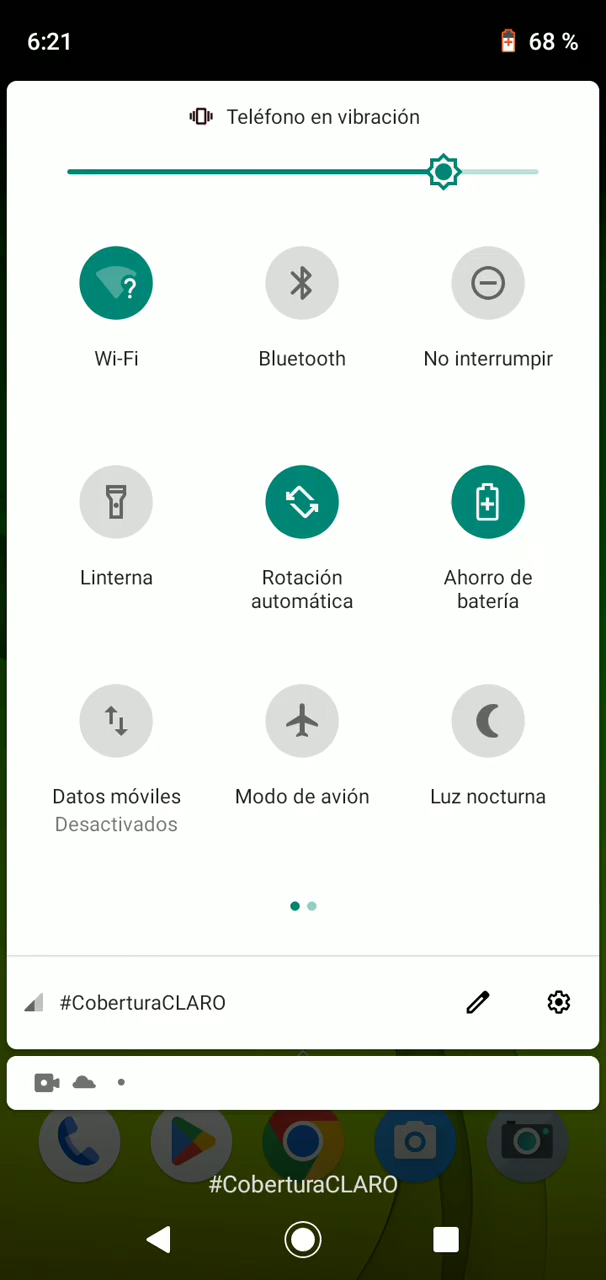 6:21
68 %
Teléfono en vibración
?
Wi-Fi
Bluetooth
No interrumpir
Linterna
Rotación
automática
Ahorro de
batería
Datos móviles
Desactivados
Modo de avión
Luz nocturna
#CoberturaCLARO
#CoberturaCLARO